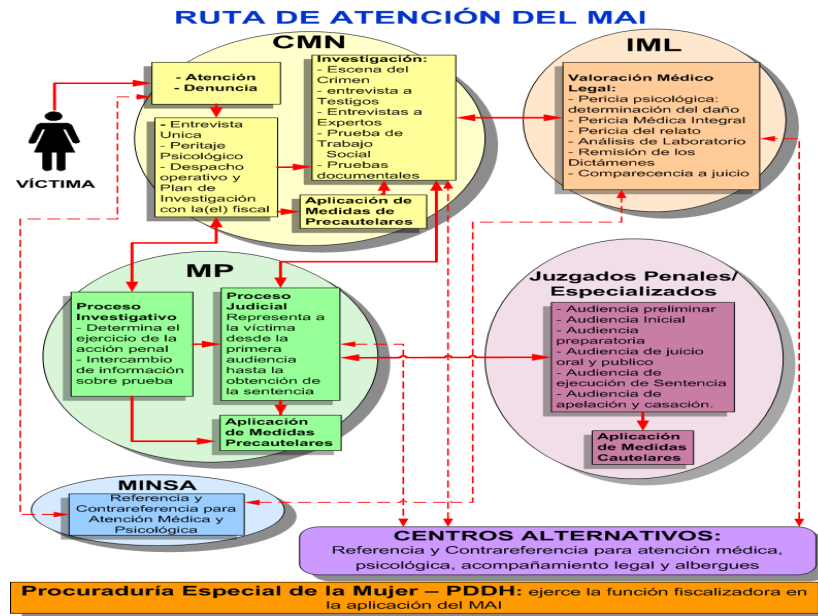 RUTA DE ATENCIÓN DEL MAI
CMN
- Atención
- Denuncia
- Entrevista
Unica
- Peritaje
Psicológico
- Despacho
operativo y
Plan de
Investigación
con la(el) fiscal
Investigación:
- Escena del
Crimen
- entrevista a
Testigos
- Entrevistas a
Expertos
- Prueba de
Trabajo
Social
- Pruebas
documentales
Aplicación de
Medidas de
Precautelares
VÍCTIMA
IML
Valoración Médico
Legal:
- Pericia psicológica:
determinación del daño
- Pericia Médica Integral
- Pericia del relato
- Análisis de Laboratorio
- Remisión de los
Dictámenes
- Comparecencia a juicio
MP
Proceso
Investigativo
- Determina el
ejercicio de la
acción penal
- Intercambio
de información
sobre prueba
Proceso
Judicial
Representa a
la víctima
desde la
primera
audiencia
hasta la
obtención de
la sentencia
Aplicación
de Medidas
Precautelares
Juzgados Penales/
Especializados
- Audiencia preliminar
- Audiencia Inicial
- Audiencia
preparatoria
- Audiencia de juicio
oral y publico
- Audiencia de
ejecución de Sentencia
- Audiencia de
apelación y casación.
Aplicación
de Medidas
Cautelares
MINSA
Referencia y
Contrareferencia para
Atención Médica y
Psicológica
CENTROS ALTERNATIVOS:
Referencia y Contrareferencia para atención médica,
psicológica, acompañamiento legal y albergues
Procuraduría Especial de la Mujer – PDDH: ejerce la función fiscalizadora en
la aplicación del MAI